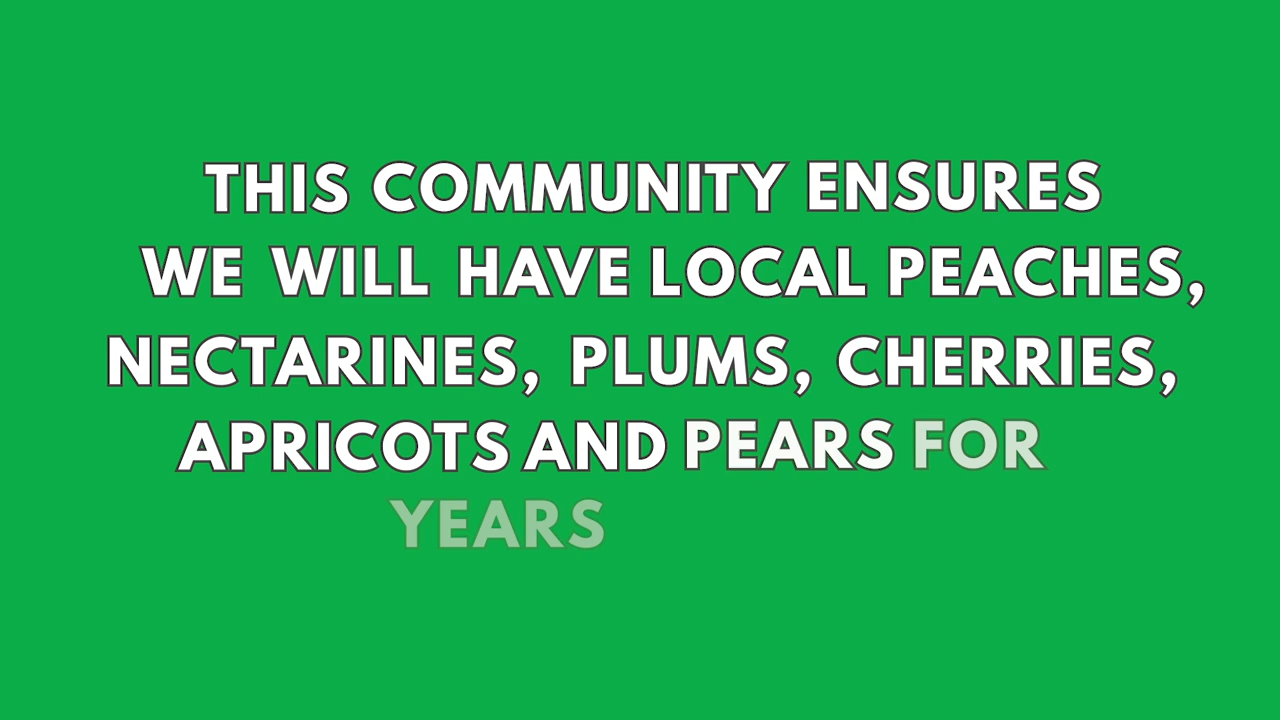 THIS COMMUNITY ENSURES
WE WILL HAVE LOCAL PEACHES,
NECTARINES, PLUMS, CHERRIES,
APRICOTS AND PEARS FOR
YEARS